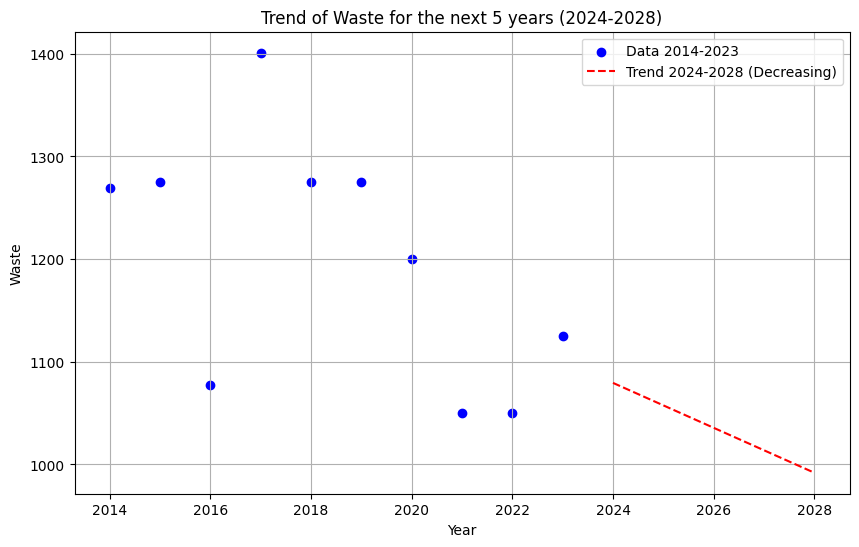 Trend of Waste for the next 5 years (2024-2028)
Data 2014-2023
Trend 2024-2028 (Decreasing)
1400
1300
1200
1100
1000
Waste
2014 2016 2018 2020 2022 2024 2026 2028
Year